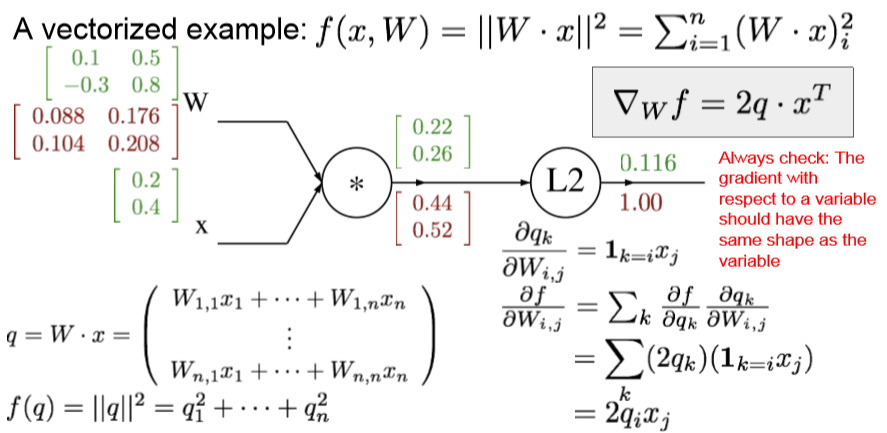 A vectorized example: f(x, W) = ||W · x||² = ∑ⁿᵢ₌₁(W · x)²ᵢ
[ 0.1 0.5
−0.3 0.8 ]
W
[ 0.088 0.176
0.104 0.208 ]
[ 0.2
0.4 ]
x
*
[ 0.22
0.26 ]
[ 0.44
0.52 ]
L2
0.116
1.00
∇_W f = 2q · xᵀ
Always check: The
gradient with
respect to a variable
should have the
same shape as the
variable
∂q_k/∂W_{i,j} = 1_{k=i}x_j
∂f/∂W_{i,j} = ∑_k ∂f/∂q_k ∂q_k/∂W_{i,j}
= ∑_k (2q_k)(1_{k=i}x_j)
= 2q_i x_j
q = W · x = ( W_{1,1}x_1 + ··· + W_{1,n}x_n
⋮
W_{n,1}x_1 + ··· + W_{n,n}x_n )
f(q) = ||q||² = q_1² + ··· + q_n²